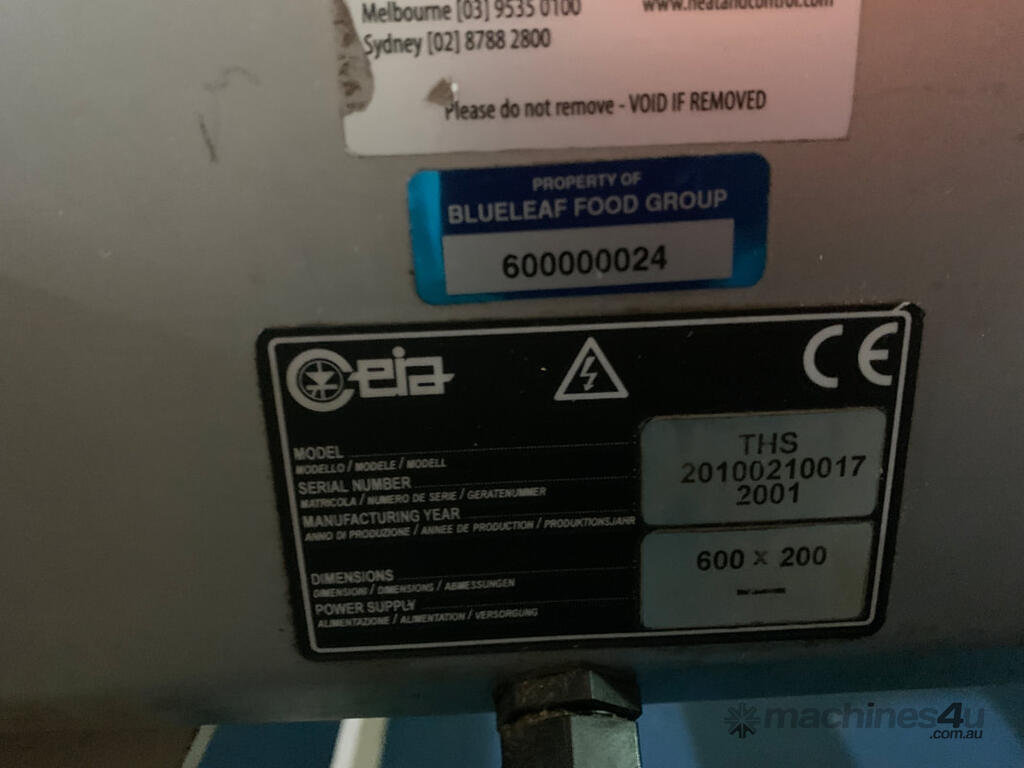 Melbourne [03] 9535 0100
www.heatandcontrol.com
Sydney [02] 8788 2800
Please do not remove - VOID IF REMOVED
PROPERTY OF
BLUELEAF FOOD GROUP
600000024
ceia
CE
MODEL
MODELLO / MODELE / MODELL
THS
SERIAL NUMBER
MATRICOLA / NUMERO DE SERIE / GERATENUMMER
20100210017
MANUFACTURING YEAR
ANNO DI PRODUZIONE / ANNEE DE PRODUCTION / PRODUKTIONSJAHR
2001
DIMENSIONS
DIMENSIONI / DIMENSIONS / ABMESSUNGEN
600 x 200
POWER SUPPLY
ALIMENTAZIONE / ALIMENTATION / VERSORGUNG
machines4u
.com.au